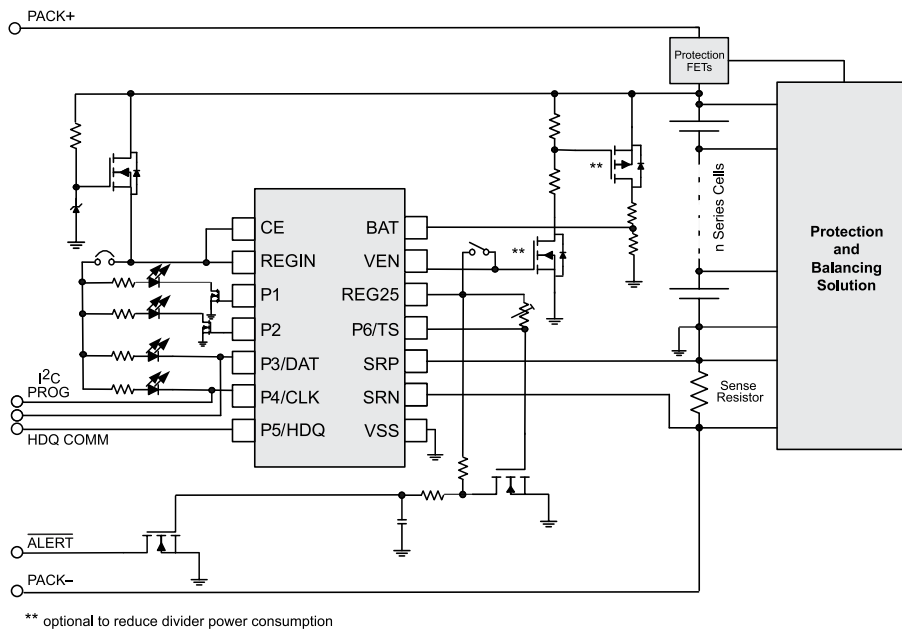 PACK+
Protection
FETs
**
CE
BAT
REGIN
VEN
**
P1
REG25
P2
P6/TS
P3/DAT
SRP
P4/CLK
SRN
P5/HDQ
VSS
n Series Cells
Protection
and
Balancing
Solution
Sense
Resistor
I2C
PROG
HDQ COMM
ALERT
PACK–
** optional to reduce divider power consumption